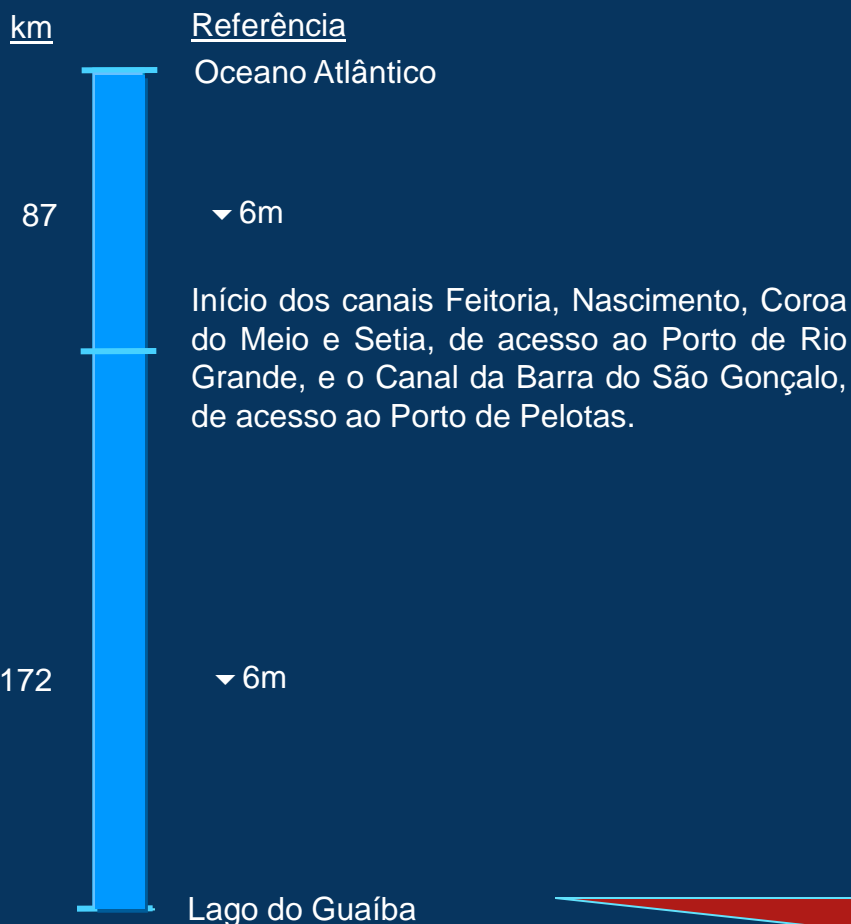 km Referência
Oceano Atlântico
87 6m
Início dos canais Feitoria, Nascimento, Coroa
do Meio e Setia, de acesso ao Porto de Rio
Grande, e o Canal da Barra do São Gonçalo,
de acesso ao Porto de Pelotas.
172 6m
Lago do Guaíba